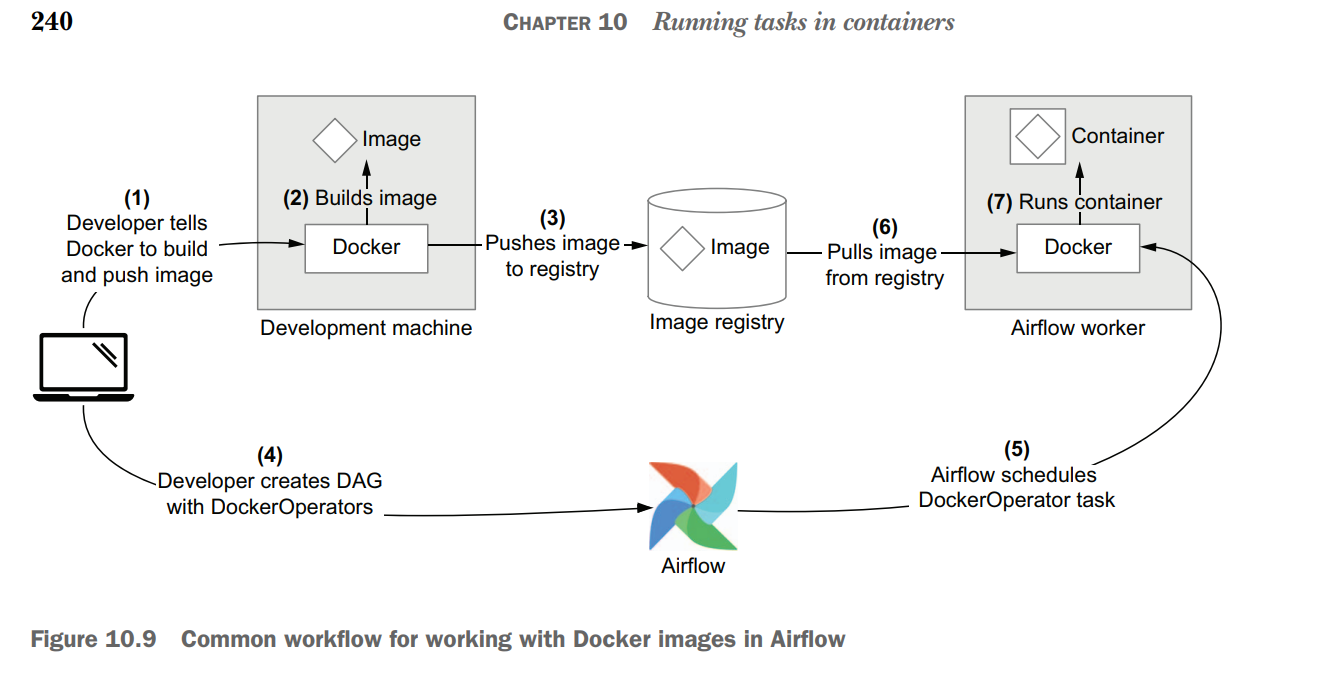 240
CHAPTER 10 Running tasks in containers
Image
(2) Builds image
Docker
Development machine
(1)
Developer tells
Docker to build
and push image
(3)
Pushes image
to registry
Image
Image registry
(6)
Pulls image
from registry
Container
(7) Runs container
Docker
Airflow worker
(4)
Developer creates DAG
with DockerOperators
Airflow
(5)
Airflow schedules
DockerOperator task
Figure 10.9 Common workflow for working with Docker images in Airflow